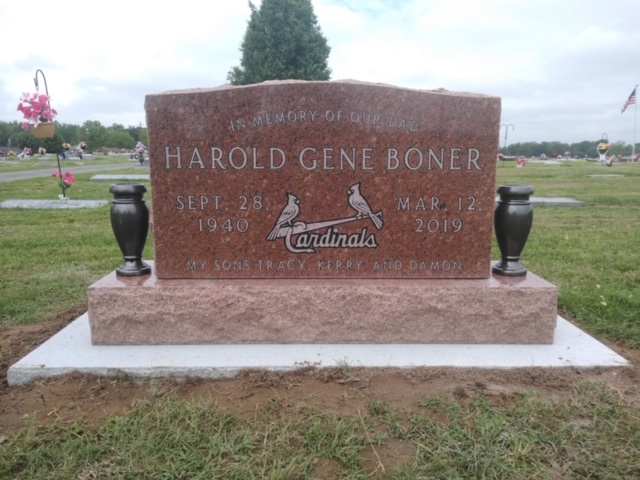 IN MEMORY OF OUR DAD
HAROLD GENE BONER
SEPT. 28,
1940
Cardinals
MAR. 12,
2019
MY SONS TRACY, KERRY, AND DAMON